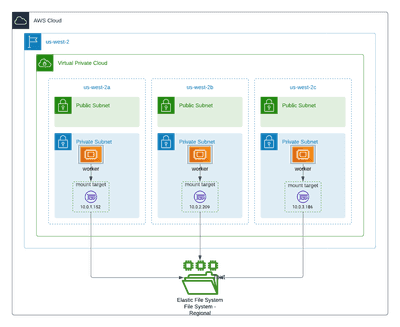 AWS Cloud
us-west-2
Virtual Private Cloud
us-west-2a
us-west-2b
us-west-2c
Public Subnet
Public Subnet
Public Subnet
Private Subnet
Private Subnet
Private Subnet
worker
worker
worker
mount target
mount target
mount target
10.0.1.152
10.0.2.209
10.0.3.186
Elastic File System
File System -
Regional